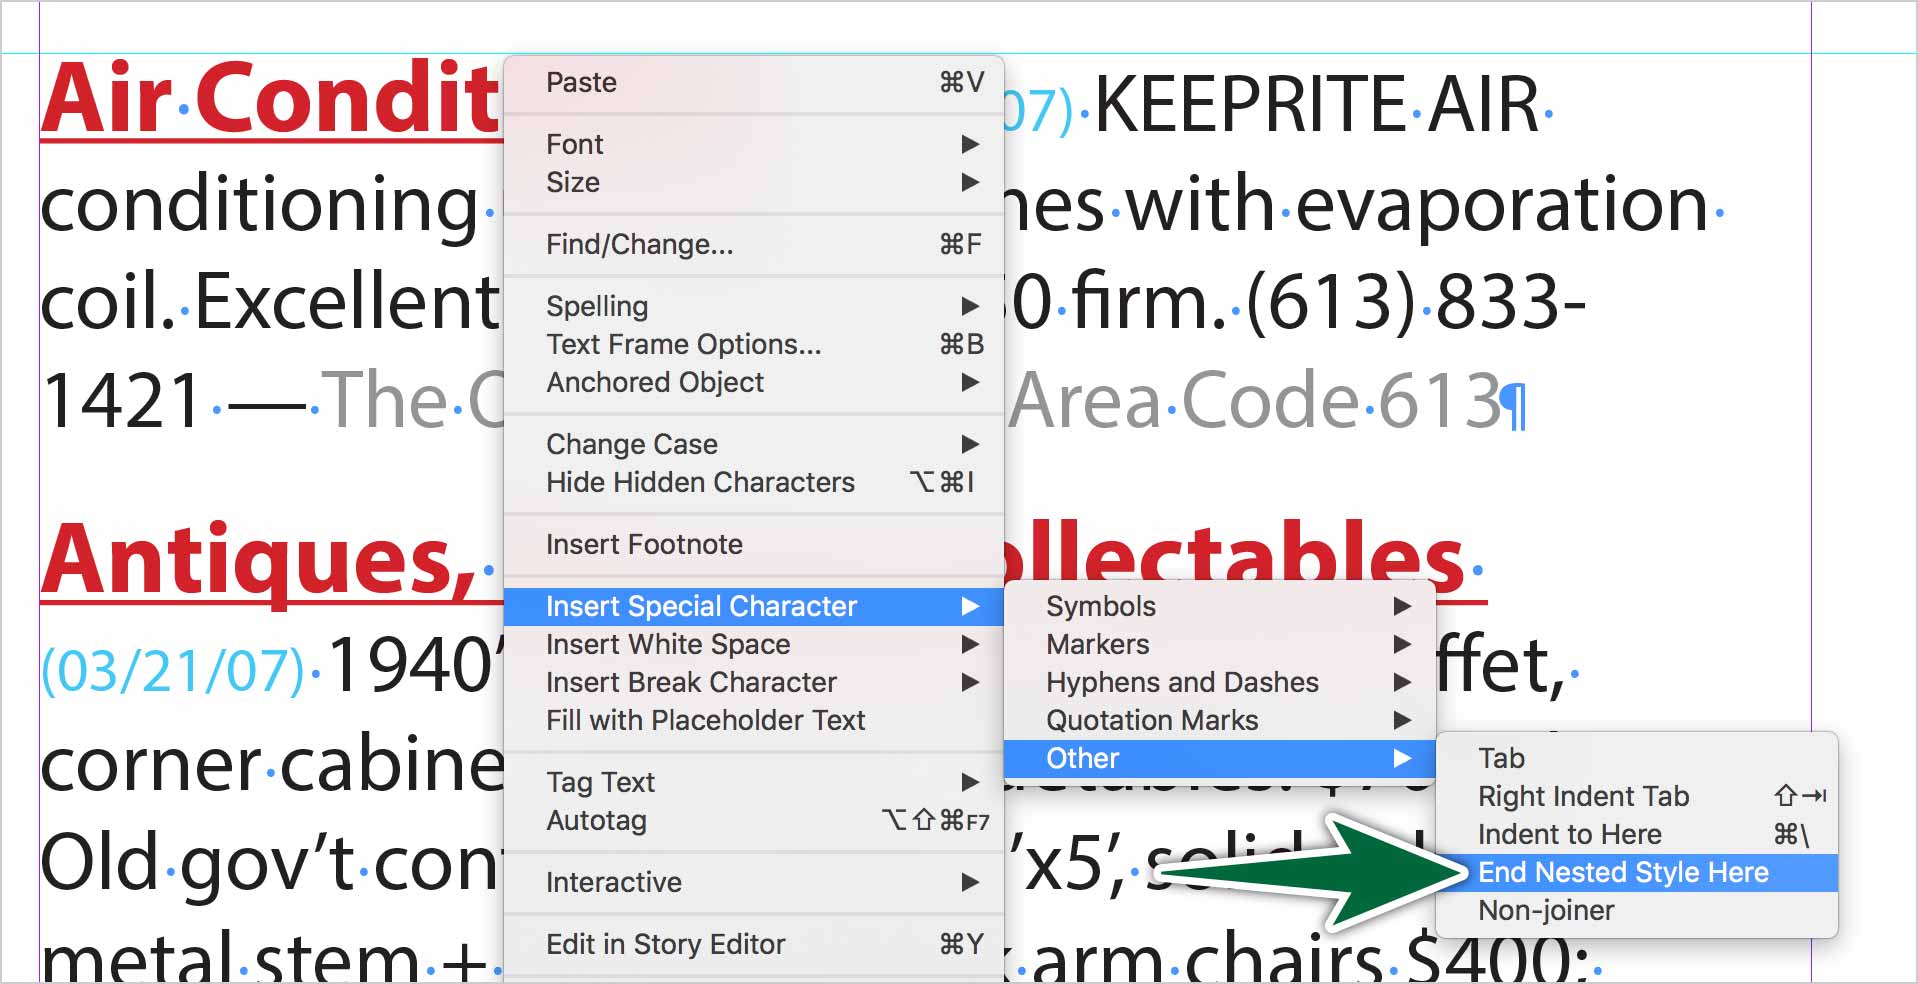 Air Condit 07) KEEPRITE AIR
conditioning nes with evaporation
coil. Excellent 50 firm. (613) 833-
1421 — The C Area Code 613¶
Antiques, ollectables
(03/21/07) 1940’ ffet,
corner cabine
Old gov’t con ’x5’,
metal stem + k arm chairs $400;
Paste ⌘V
Font ▶
Size ▶
Find/Change... ⌘F
Spelling ▶
Text Frame Options... ⌘B
Anchored Object ▶
Change Case ▶
Hide Hidden Characters ⌥⌘I
Insert Footnote
Insert Special Character ▶
Insert White Space ▶
Insert Break Character ▶
Fill with Placeholder Text
Tag Text ▶
Autotag ⌥⇧⌘F7
Interactive ▶
Edit in Story Editor ⌘Y
Symbols ▶
Markers ▶
Hyphens and Dashes ▶
Quotation Marks ▶
Other ▶
Tab
Right Indent Tab ⇧⇥
Indent to Here ⌘\
End Nested Style Here
Non-joiner